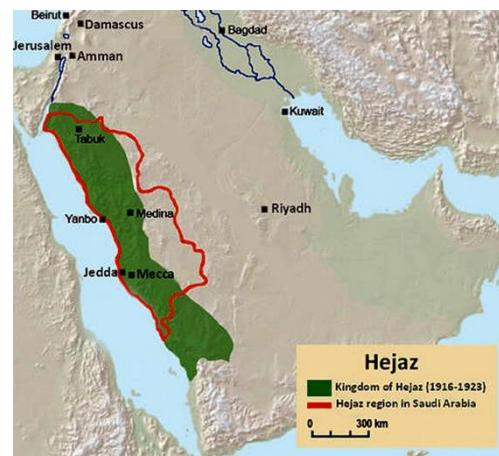 Beirut
Damascus
Jerusalem
Amman
Bagdad
Kuwait
Tabuk
Yanbo
Medina
Riyadh
Jedda
Mecca
Hejaz
Kingdom of Hejaz (1916-1923)
Hejaz region in Saudi Arabia
0 300 km